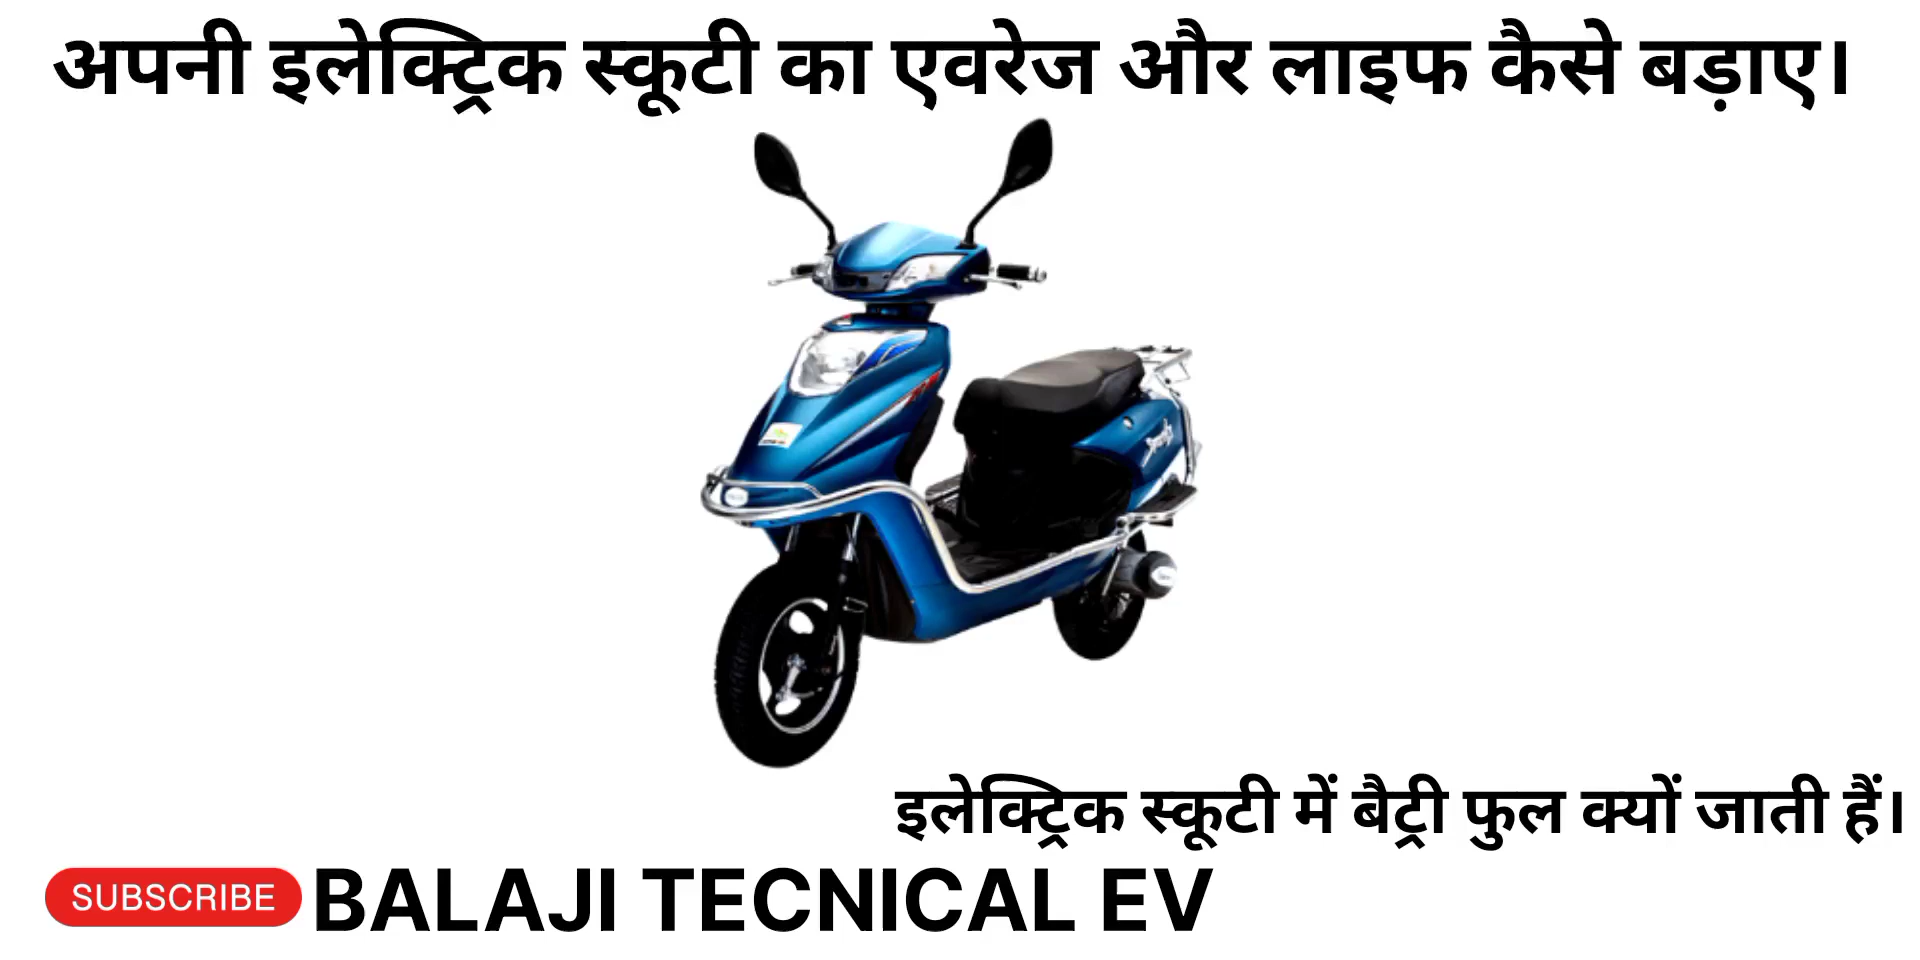 अपनी इलेक्ट्रिक स्कूटी का एवरेज और लाइफ कैसे बड़ाए।
इलेक्ट्रिक स्कूटी में बैट्री फुल क्यों जाती हैं।
SUBSCRIBE BALAJI TECNICAL EV